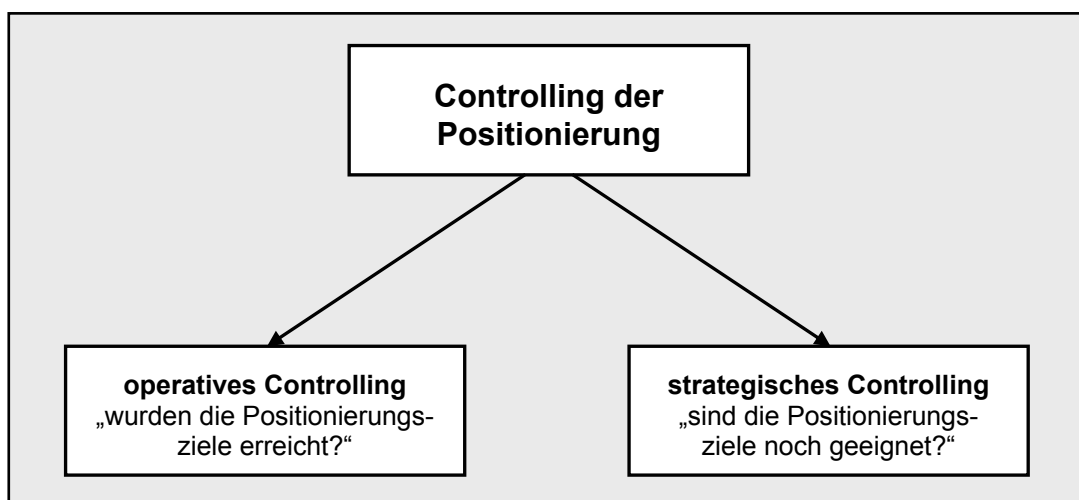 Controlling der
Positionierung
operatives Controlling
„wurden die Positionierungs-
ziele erreicht?“
strategisches Controlling
„sind die Positionierungs-
ziele noch geeignet?“